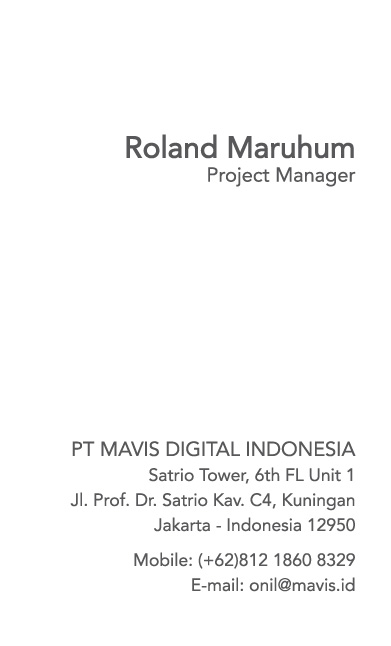 Roland Maruhum
Project Manager
PT MAVIS DIGITAL INDONESIA
Satrio Tower, 6th FL Unit 1
Jl. Prof. Dr. Satrio Kav. C4, Kuningan
Jakarta - Indonesia 12950
Mobile: (+62)812 1860 8329
E-mail: onil@mavis.id